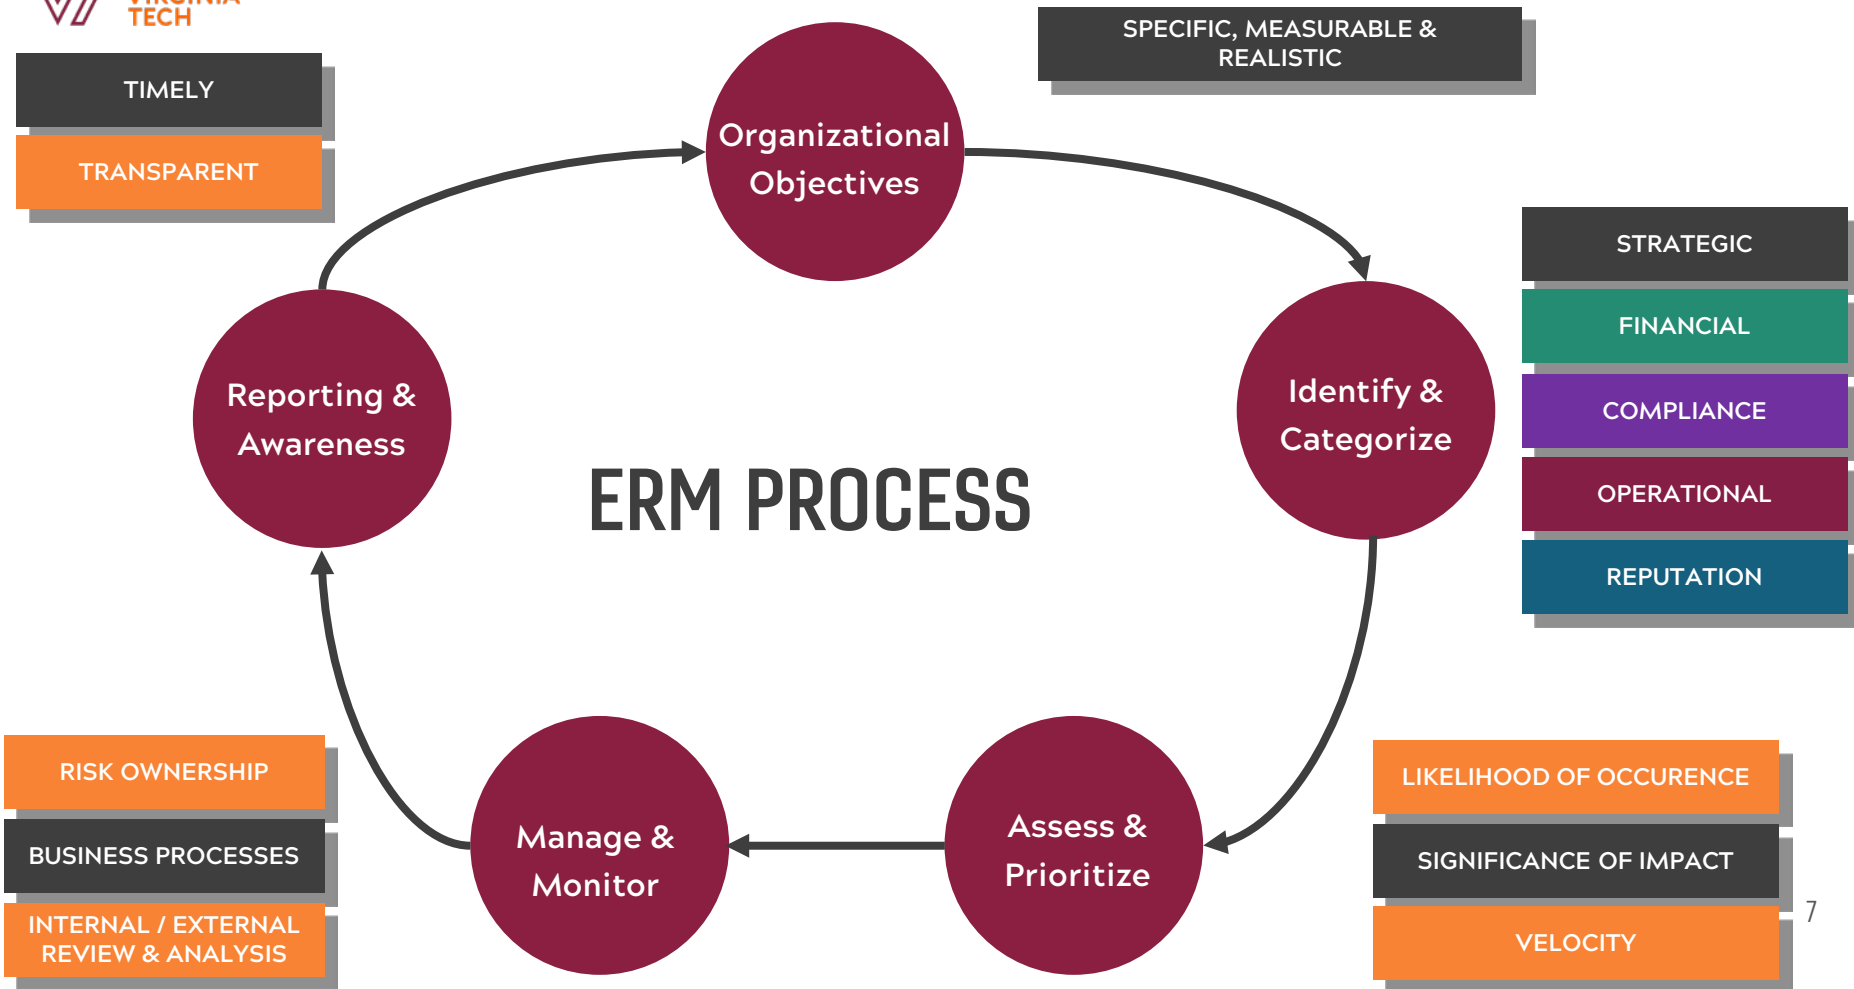 TECH
TIMELY
TRANSPARENT
SPECIFIC, MEASURABLE &
REALISTIC
Organizational
Objectives
STRATEGIC
FINANCIAL
COMPLIANCE
OPERATIONAL
REPUTATION
Identify &
Categorize
Reporting &
Awareness
ERM PROCESS
RISK OWNERSHIP
BUSINESS PROCESSES
INTERNAL / EXTERNAL
REVIEW & ANALYSIS
Manage &
Monitor
Assess &
Prioritize
LIKELIHOOD OF OCCURENCE
SIGNIFICANCE OF IMPACT
VELOCITY
7